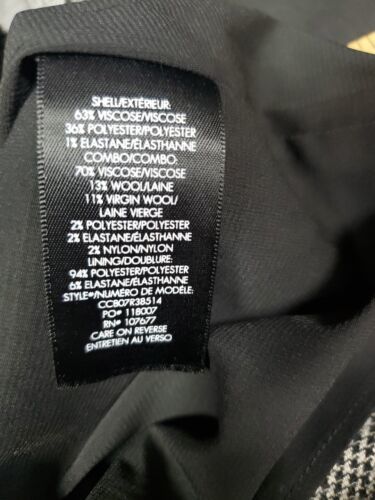 SHELL/EXTÉRIEUR:
63% VISCOSE/VISCOSE
36% POLYESTER/POLYESTER
1% ELASTANE/ÉLASTHANNE
COMBO/COMBO:
70% VISCOSE/VISCOSE
13% WOOL/LAINE
11% VIRGIN WOOL/
LAINE VIERGE
2% POLYESTER/POLYESTER
2% ELASTANE/ÉLASTHANNE
2% NYLON/NYLON
LINING/DOUBLURE:
94% POLYESTER/POLYESTER
6% ELASTANE/ÉLASTHANNE
STYLE#/NUMÉRO DE MODÈLE:
CCB07R38514
PO# 118007
RN# 107677
CARE ON REVERSE
ENTRETIEN AU VERSO